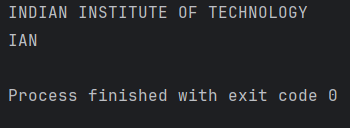 INDIAN INSTITUTE OF TECHNOLOGY
IAN
Process finished with exit code 0